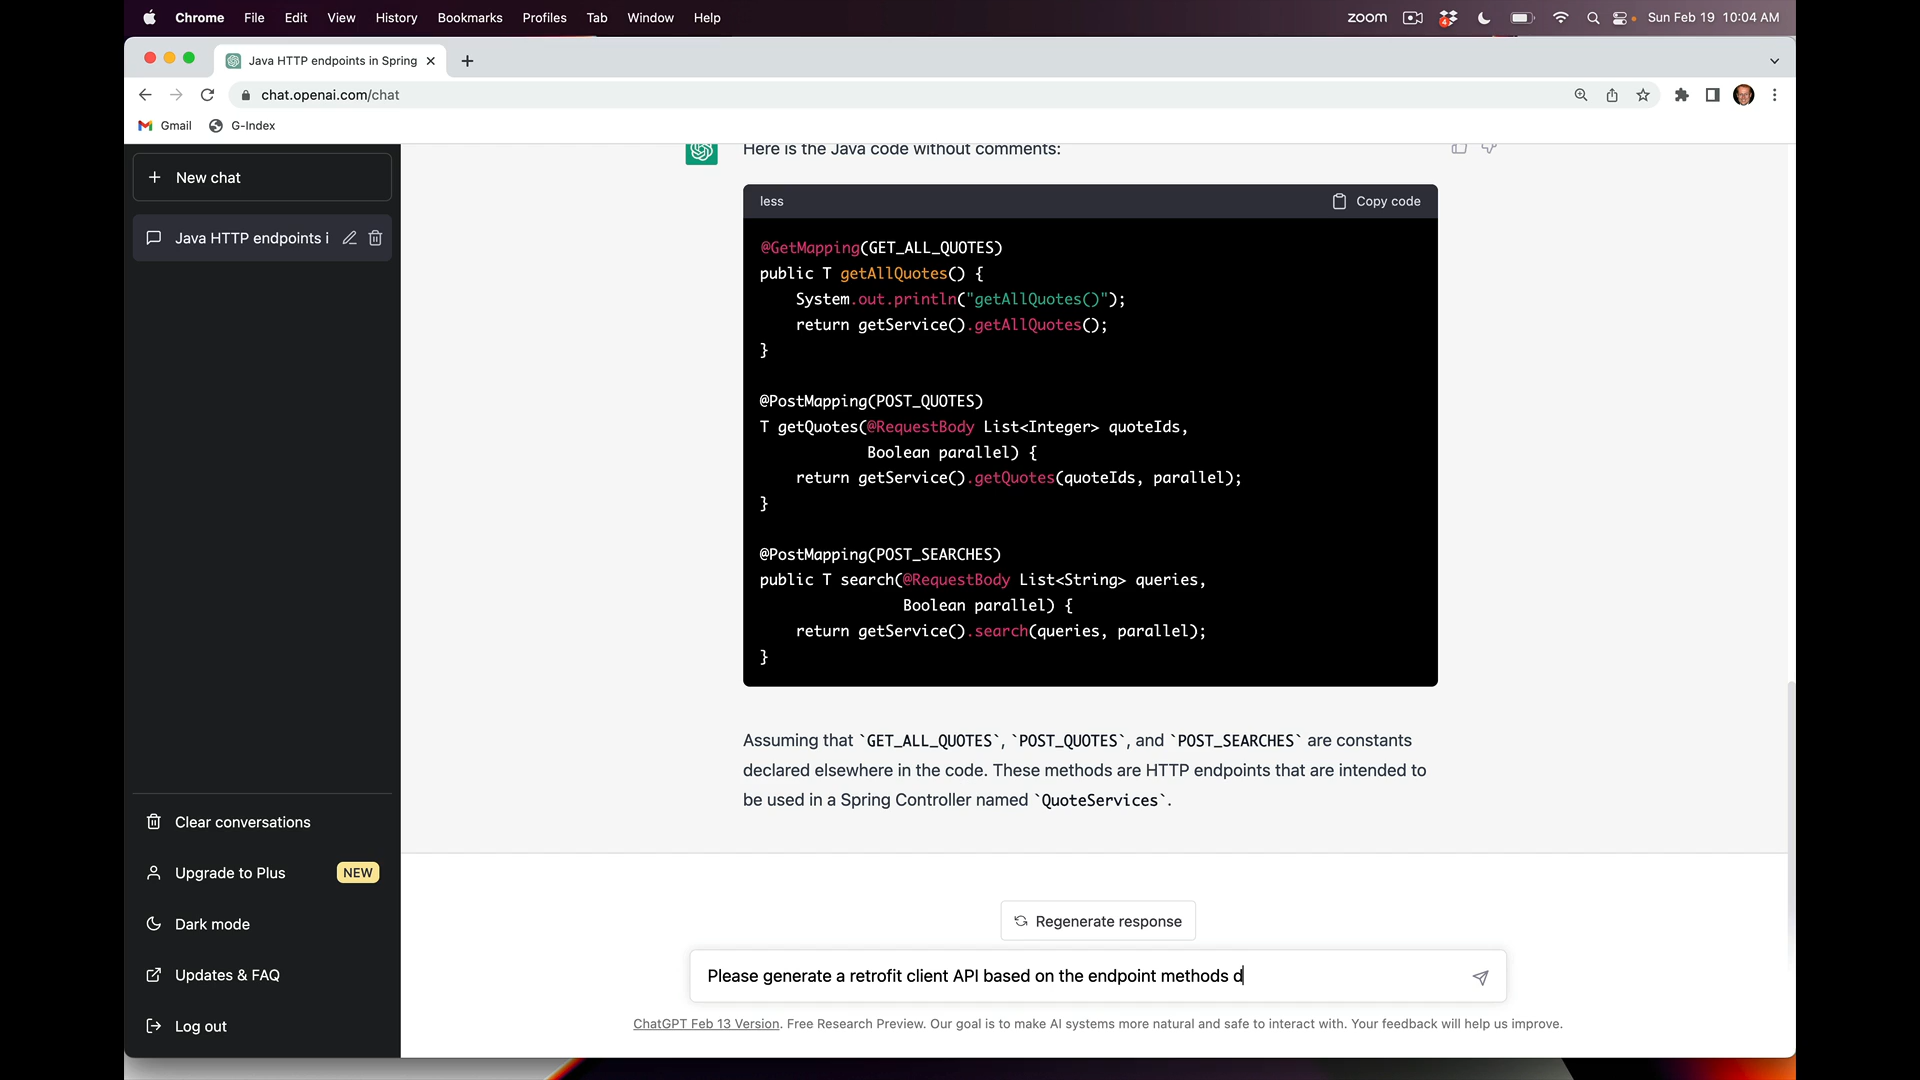 Chrome File Edit View History Bookmarks Profiles Tab Window Help zoom 4 Sun Feb 19 10:04 AM
Java HTTP endpoints in Spring
chat.openai.com/chat
Gmail G-Index
New chat
Java HTTP endpoints i
Here is the Java code without comments:
less Copy code
@GetMapping(GET_ALL_QUOTES)
public T getAllQuotes() {
System.out.println("getAllQuotes()");
return getService().getAllQuotes();
}
@PostMapping(POST_QUOTES)
T getQuotes(@RequestBody List<Integer> quoteIds,
Boolean parallel) {
return getService().getQuotes(quoteIds, parallel);
}
@PostMapping(POST_SEARCHES)
public T search(@RequestBody List<String> queries,
Boolean parallel) {
return getService().search(queries, parallel);
}
Assuming that `GET_ALL_QUOTES`, `POST_QUOTES`, and `POST_SEARCHES` are constants
declared elsewhere in the code. These methods are HTTP endpoints that are intended to
be used in a Spring Controller named `QuoteServices`.
Clear conversations
Upgrade to Plus NEW
Dark mode
Updates & FAQ
Log out
Regenerate response
Please generate a retrofit client API based on the endpoint methods d
ChatGPT Feb 13 Version. Free Research Preview. Our goal is to make AI systems more natural and safe to interact with. Your feedback will help us improve.